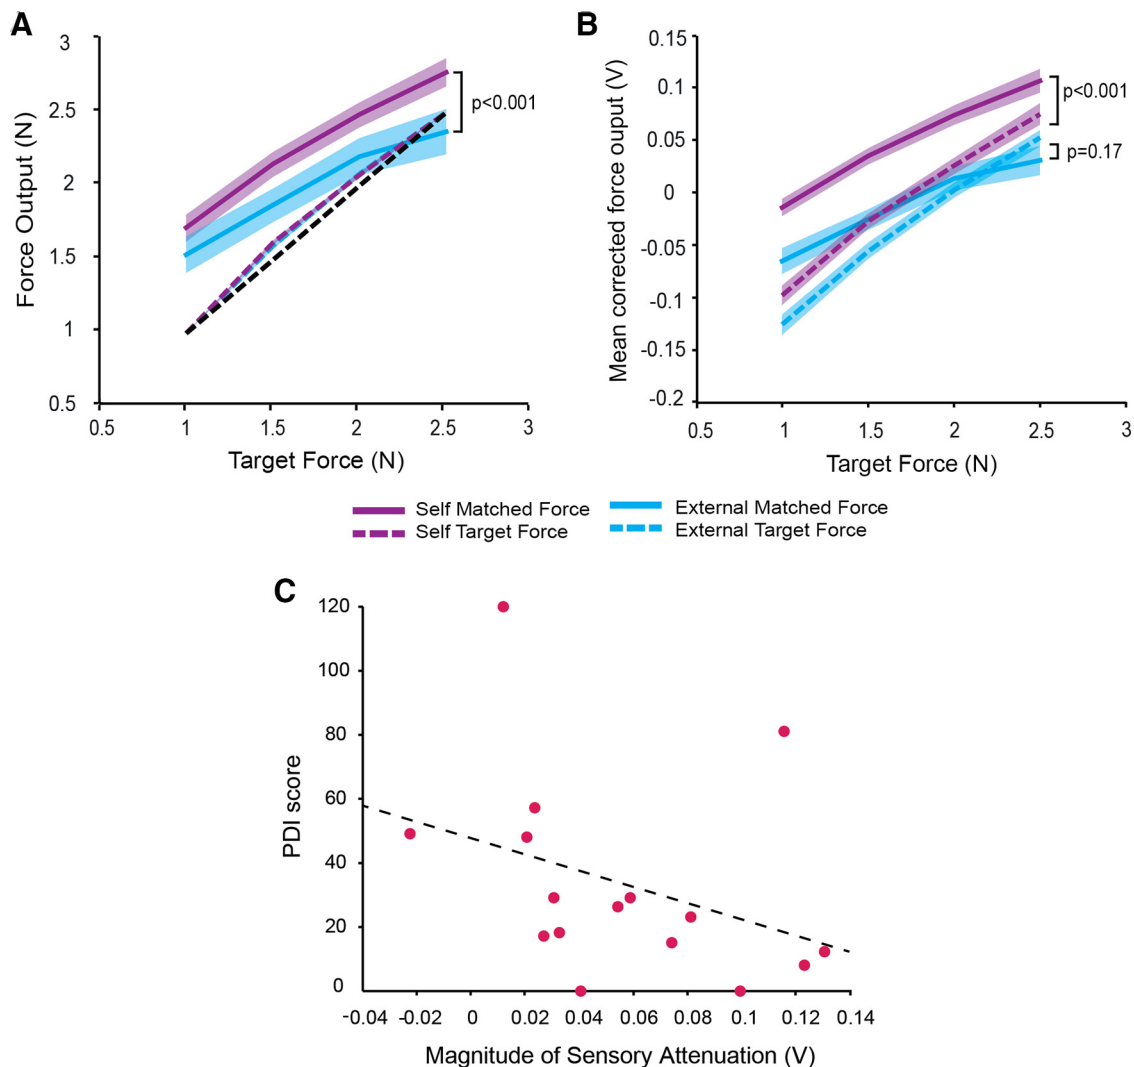 A
3
2.5
2
1.5
1
0.5
Force Output (N)
0.5 1 1.5 2 2.5 3
Target Force (N)
p<0.001
B
0.15
0.1
0.05
0
-0.05
-0.1
-0.15
-0.2
Mean corrected force ouput (V)
0.5 1 1.5 2 2.5 3
Target Force (N)
p<0.001
p=0.17
Self Matched Force
Self Target Force
External Matched Force
External Target Force
C
120
100
80
60
40
20
0
PDI score
-0.04 -0.02 0 0.02 0.04 0.06 0.08 0.1 0.12 0.14
Magnitude of Sensory Attenuation (V)